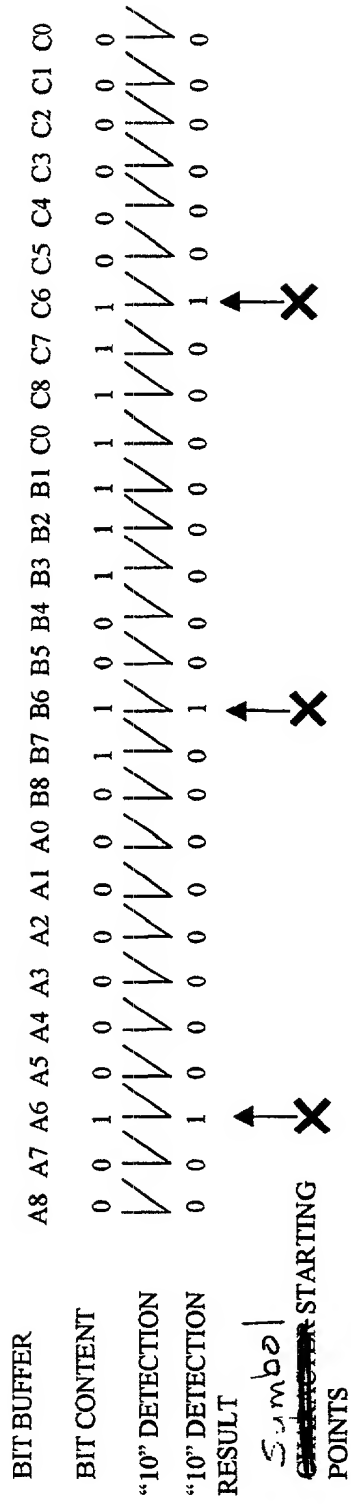 BIT BUFFER A8 A7 A6 A5 A4 A3 A2 A1 A0 B8 B7 B6 B5 B4 B3 B2 B1 C0 C8 C7 C6 C5 C4 C3 C2 C1 C0
BIT CONTENT 0 0 1 0 0 0 0 0 0 0 1 1 0 0 1 1 1 1 1 1 1 0 0 0 0 0 0
“10” DETECTION
“10” DETECTION 0 0 1 0 0 0 0 0 0 0 0 1 0 0 0 0 0 0 0 0 1 0 0 0 0 0 0
RESULT
Symbol
CHARACTER STARTING
POINTS